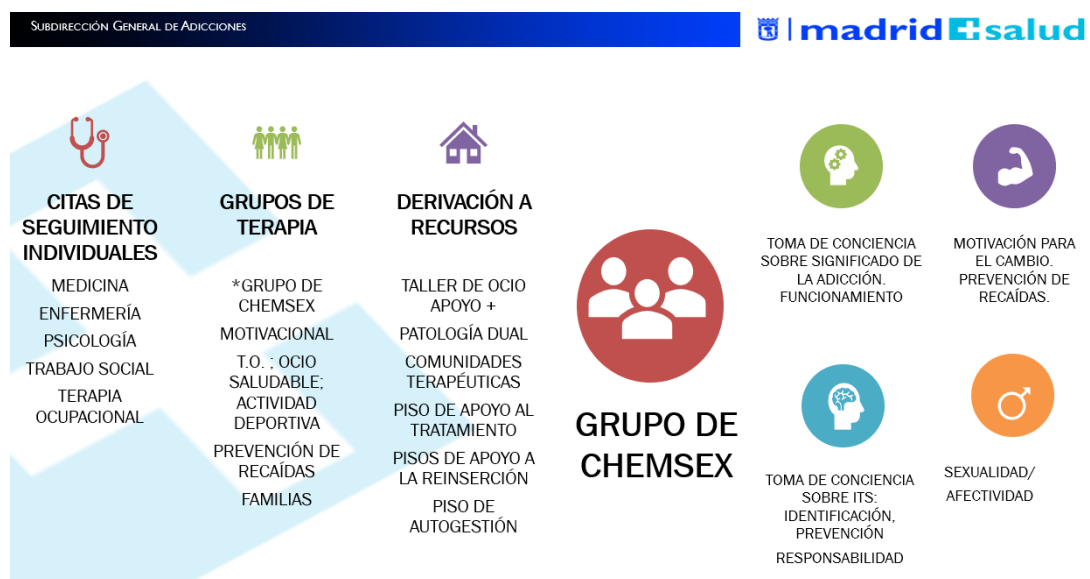 SUBDIRECCIÓN GENERAL DE ADICCIONES
madrid salud
CITAS DE
SEGUIMIENTO
INDIVIDUALES
MEDICINA
ENFERMERÍA
PSICOLOGÍA
TRABAJO SOCIAL
TERAPIA
OCUPACIONAL
GRUPOS DE
TERAPIA
*GRUPO DE
CHEMSEX
MOTIVACIONAL
T.O. ; OCIO
SALUDABLE;
ACTIVIDAD
DEPORTIVA
PREVENCIÓN DE
RECAÍDAS
FAMILIAS
DERIVACIÓN A
RECURSOS
TALLER DE OCIO
APOYO +
PATOLOGÍA DUAL
COMUNIDADES
TERAPÉUTICAS
PISO DE APOYO AL
TRATAMIENTO
PISOS DE APOYO A
LA REINSERCIÓN
PISO DE
AUTOGESTIÓN
GRUPO DE
CHEMSEX
TOMA DE CONCIENCIA
SOBRE SIGNIFICADO DE
LA ADICCIÓN.
FUNCIONAMIENTO
MOTIVACIÓN PARA
EL CAMBIO.
PREVENCIÓN DE
RECAÍDAS.
TOMA DE CONCIENCIA
SOBRE ITS:
IDENTIFICACIÓN,
PREVENCIÓN
RESPONSABILIDAD
SEXUALIDAD/
AFECTIVIDAD